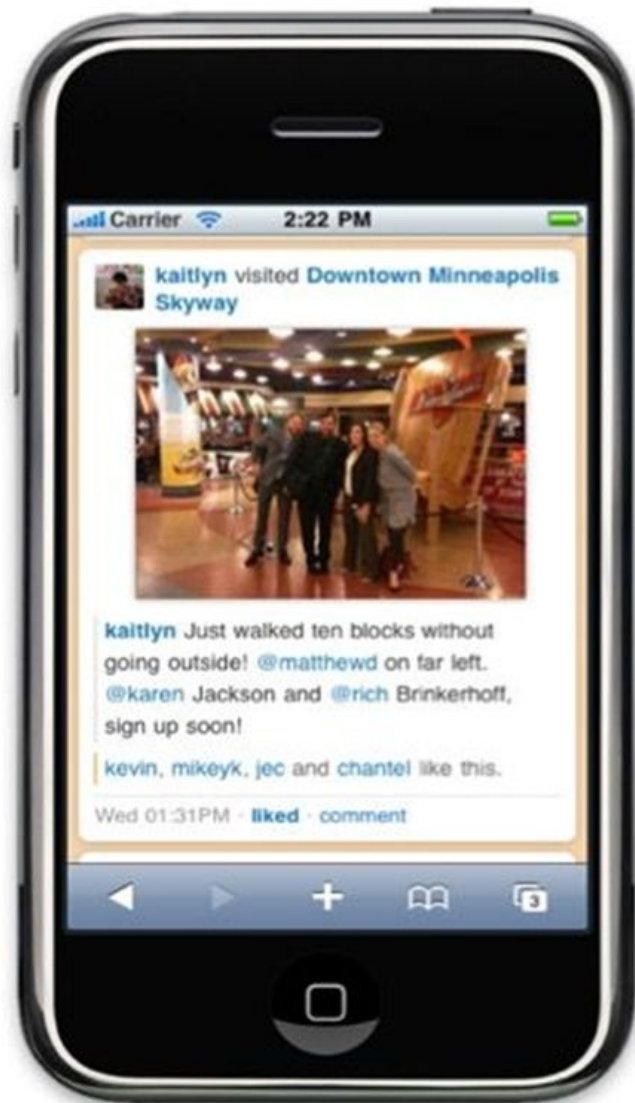 Carrier 2:22 PM
kaitlyn visited Downtown Minneapolis
Skyway
kaitlyn Just walked ten blocks without
going outside! @matthewd on far left.
@karen Jackson and @rich Brinkerhoff,
sign up soon!
kevin, mikeyk, jec and chantel like this.
Wed 01:31PM · liked · comment
3